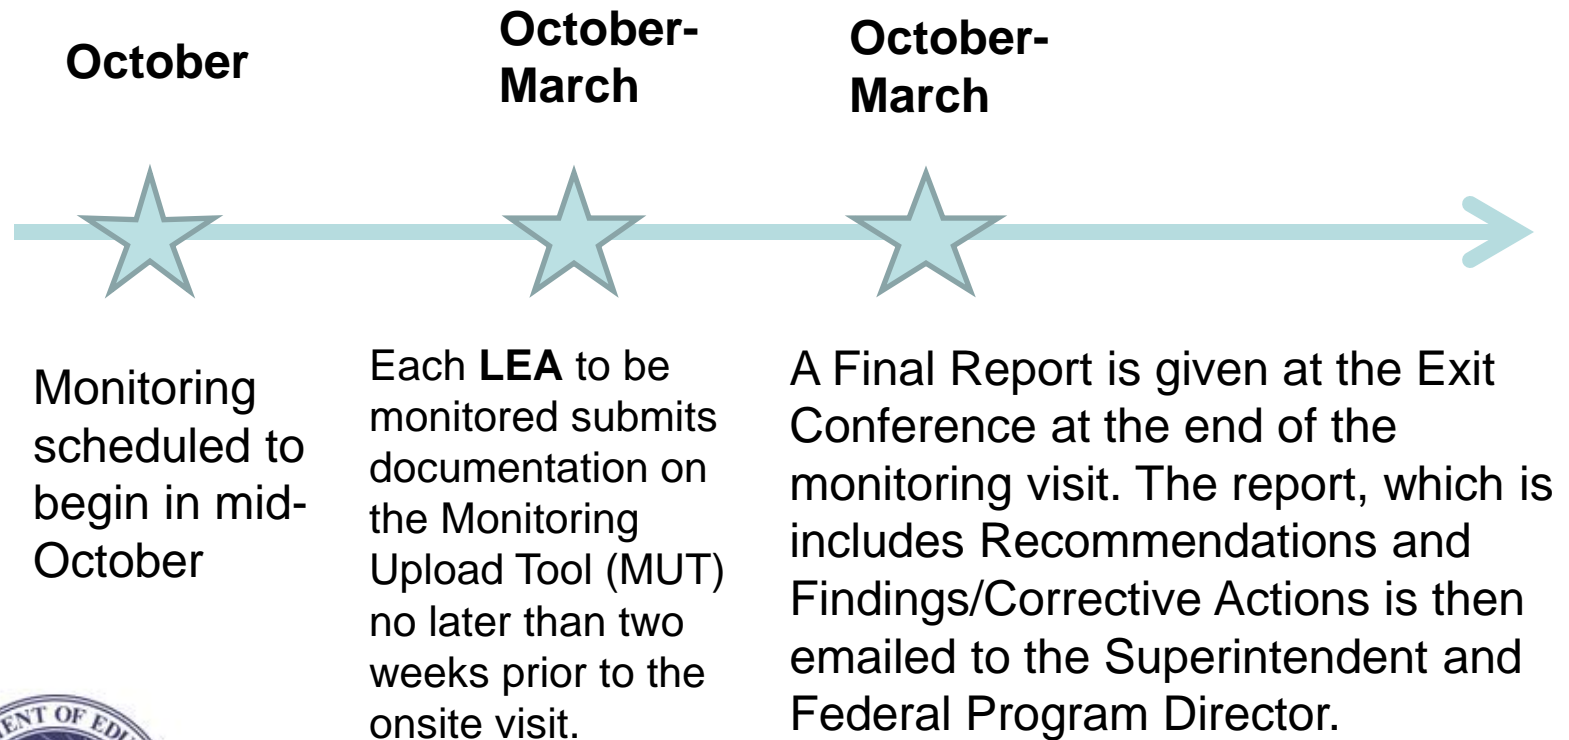 October
Monitoring
scheduled to
begin in mid-
October
October-
March
Each LEA to be
monitored submits
documentation on
the Monitoring
Upload Tool (MUT)
no later than two
weeks prior to the
onsite visit.
October-
March
A Final Report is given at the Exit
Conference at the end of the
monitoring visit. The report, which is
includes Recommendations and
Findings/Corrective Actions is then
emailed to the Superintendent and
Federal Program Director.
OF